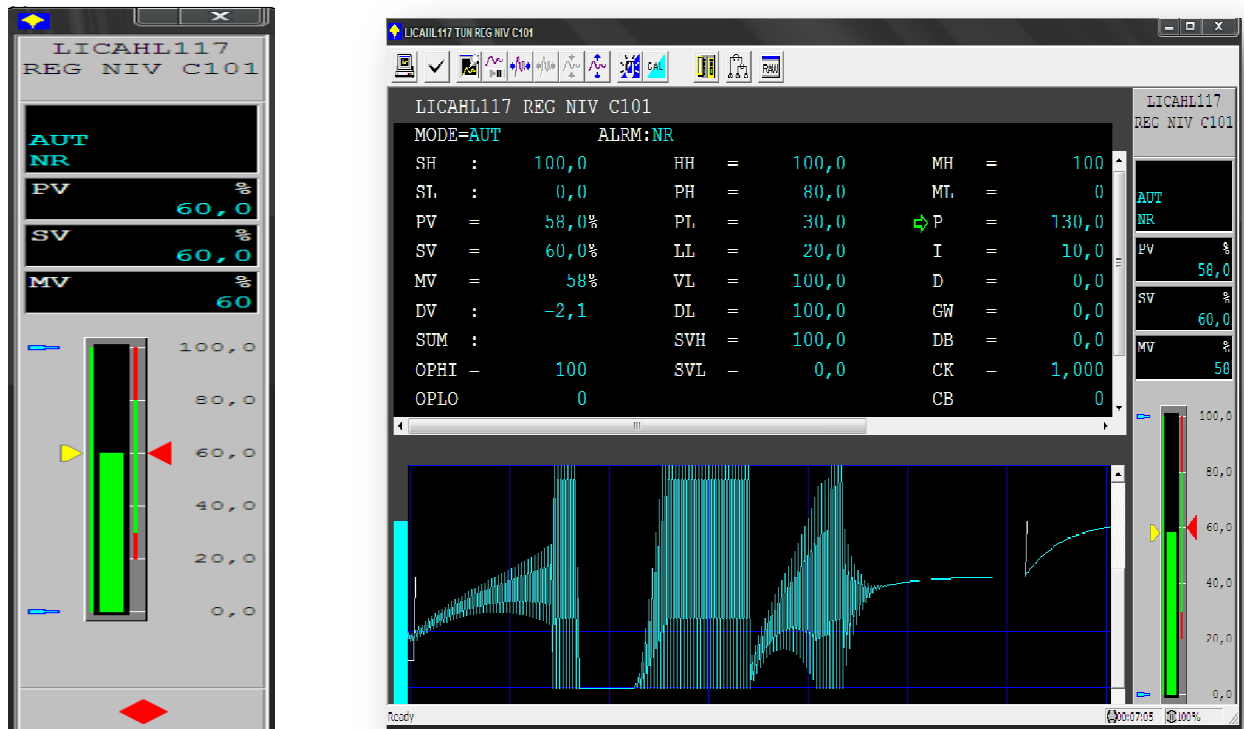 LICAHL117
REG NIV C101
AUT
NR
PV %
60,0
SV %
60,0
MV %
60
100,0
80,0
60,0
40,0
20,0
0,0
LICAHL117 TUN REG NIV C101
CAL
RAW
LICAHL117 REG NIV C101
MODE=AUT ALRM:NR
SH : 100,0 HH = 100,0 MH = 100
SL : 0,0 PH = 80,0 ML = 0
PV = 58,0% PL = 30,0 P = 130,0
SV = 60,0% LL = 20,0 I = 10,0
MV = 58% VL = 100,0 D = 0,0
DV : -2,1 DL = 100,0 GW = 0,0
SUM : SVH = 100,0 DB = 0,0
OPHI = 100 SVL = 0,0 CK = 1,000
OPLO 0 CB 0
Ready
00:07:05 100%
LICAHL117
REG NIV C101
AUT
NR
PV %
58,0
SV %
60,0
MV %
58
100,0
80,0
60,0
40,0
20,0
0,0